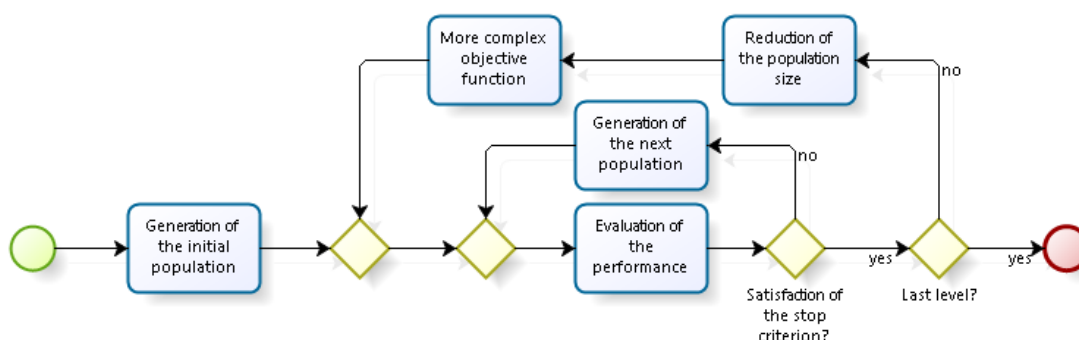 More complex
objective
function
Reduction of
the population
size
no
Generation of
the next
population
no
Generation of
the initial
population
Evaluation of
the
performance
yes
yes
Satisfaction of
the stop
criterion?
Last level?